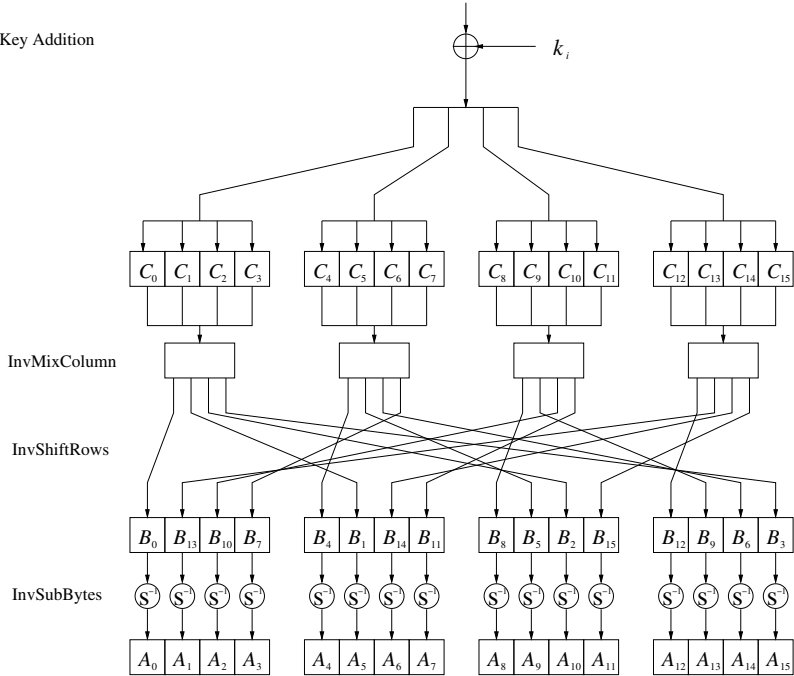 Key Addition
k_i
C_0 C_1 C_2 C_3 C_4 C_5 C_6 C_7 C_8 C_9 C_10 C_11 C_12 C_13 C_14 C_15
InvMixColumn
InvShiftRows
B_0 B_13 B_10 B_7 B_4 B_1 B_14 B_11 B_8 B_5 B_2 B_15 B_12 B_9 B_6 B_3
InvSubBytes
S^-1 S^-1 S^-1 S^-1 S^-1 S^-1 S^-1 S^-1 S^-1 S^-1 S^-1 S^-1 S^-1 S^-1 S^-1 S^-1
A_0 A_1 A_2 A_3 A_4 A_5 A_6 A_7 A_8 A_9 A_10 A_11 A_12 A_13 A_14 A_15